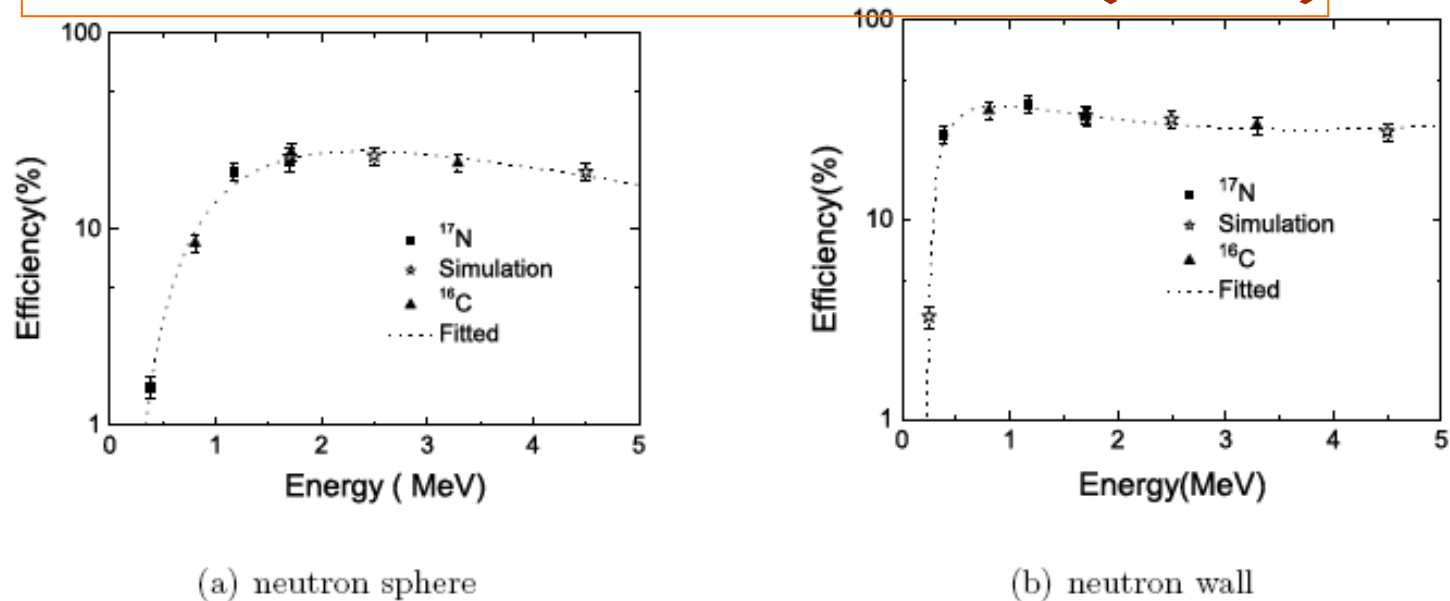 100
10
1
0 1 2 3 4 5
Efficiency(%)
Energy ( MeV)
¹⁷N
Simulation
¹⁶C
Fitted
(a) neutron sphere
100
10
1
0 1 2 3 4 5
Efficiency(%)
Energy(MeV)
¹⁷N
Simulation
¹⁶C
Fitted
(b) neutron wall